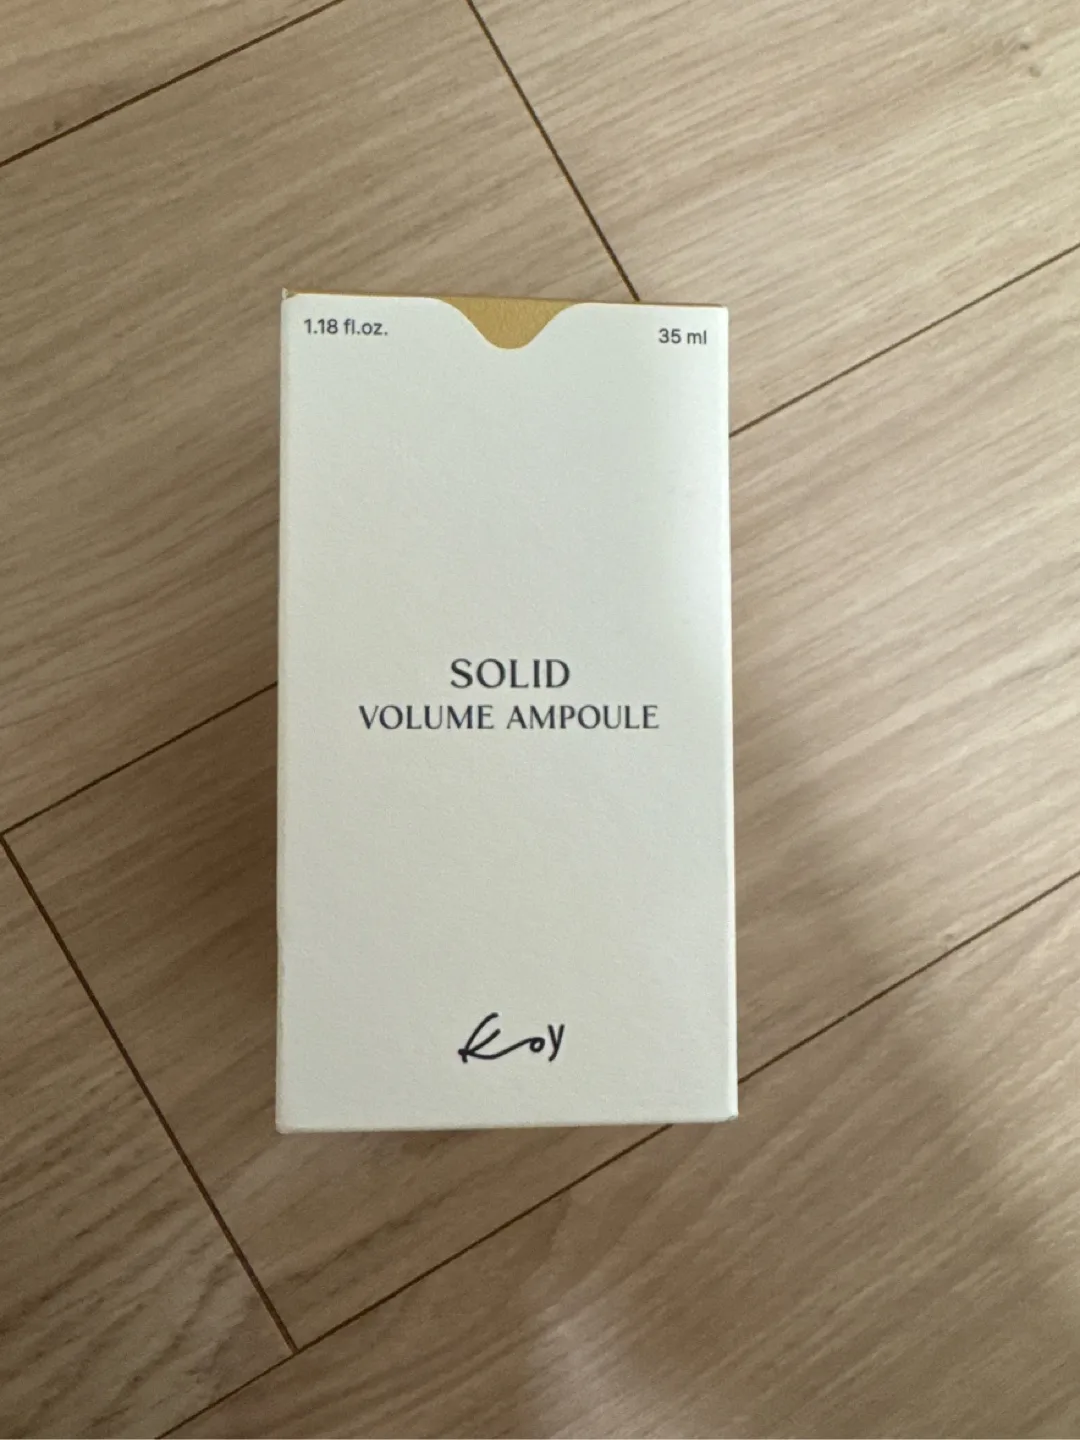 1.18 fl.oz.
35 ml
SOLID
VOLUME AMPOULE
Koy